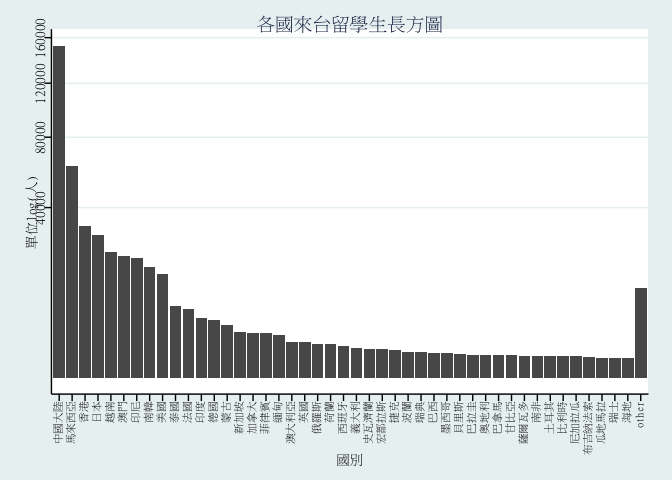 各國來台留學生長方圖
160000
120000
80000
40000
單位log(人)
中國大陸
馬來西亞
香港
日本
越南
澳門
印尼
南韓
美國
泰國
法國
印度
德國
蒙古
新加坡
加拿大
菲律賓
緬甸
澳大利亞
英國
俄羅斯
荷蘭
西班牙
義大利
史瓦濟蘭
宏都拉斯
捷克
波蘭
瑞典
巴西
墨西哥
貝里斯
巴拉圭
奧地利
巴拿馬
甘比亞
薩爾瓦多
南非
土耳其
比利時
尼加拉瓜
布吉納法索
瓜地馬拉
瑞士
海地
other
國別